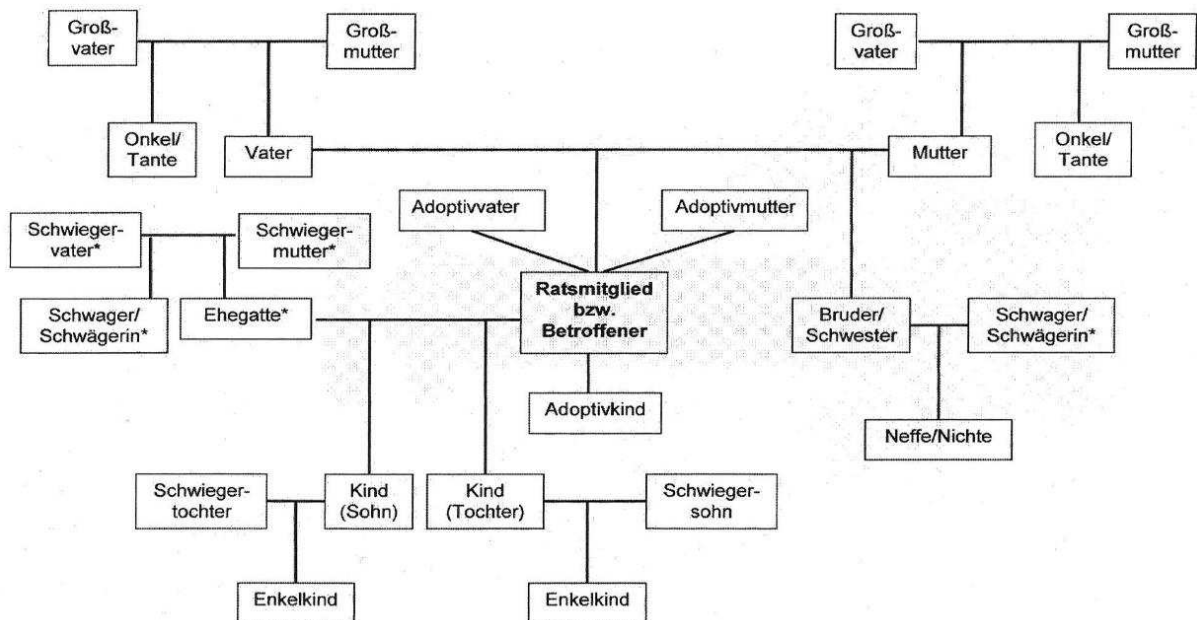 Groß-
vater
Groß-
mutter
Groß-
vater
Groß-
mutter
Onkel/
Tante
Vater
Mutter
Onkel/
Tante
Adoptivvater
Adoptivmutter
Schwieger-
vater*
Schwieger-
mutter*
Ratsmitglied
bzw.
Betroffener
Schwager/
Schwägerin*
Ehegatte*
Bruder/
Schwester
Schwager/
Schwägerin*
Adoptivkind
Neffe/Nichte
Schwieger-
tochter
Kind
(Sohn)
Kind
(Tochter)
Schwieger-
sohn
Enkelkind
Enkelkind